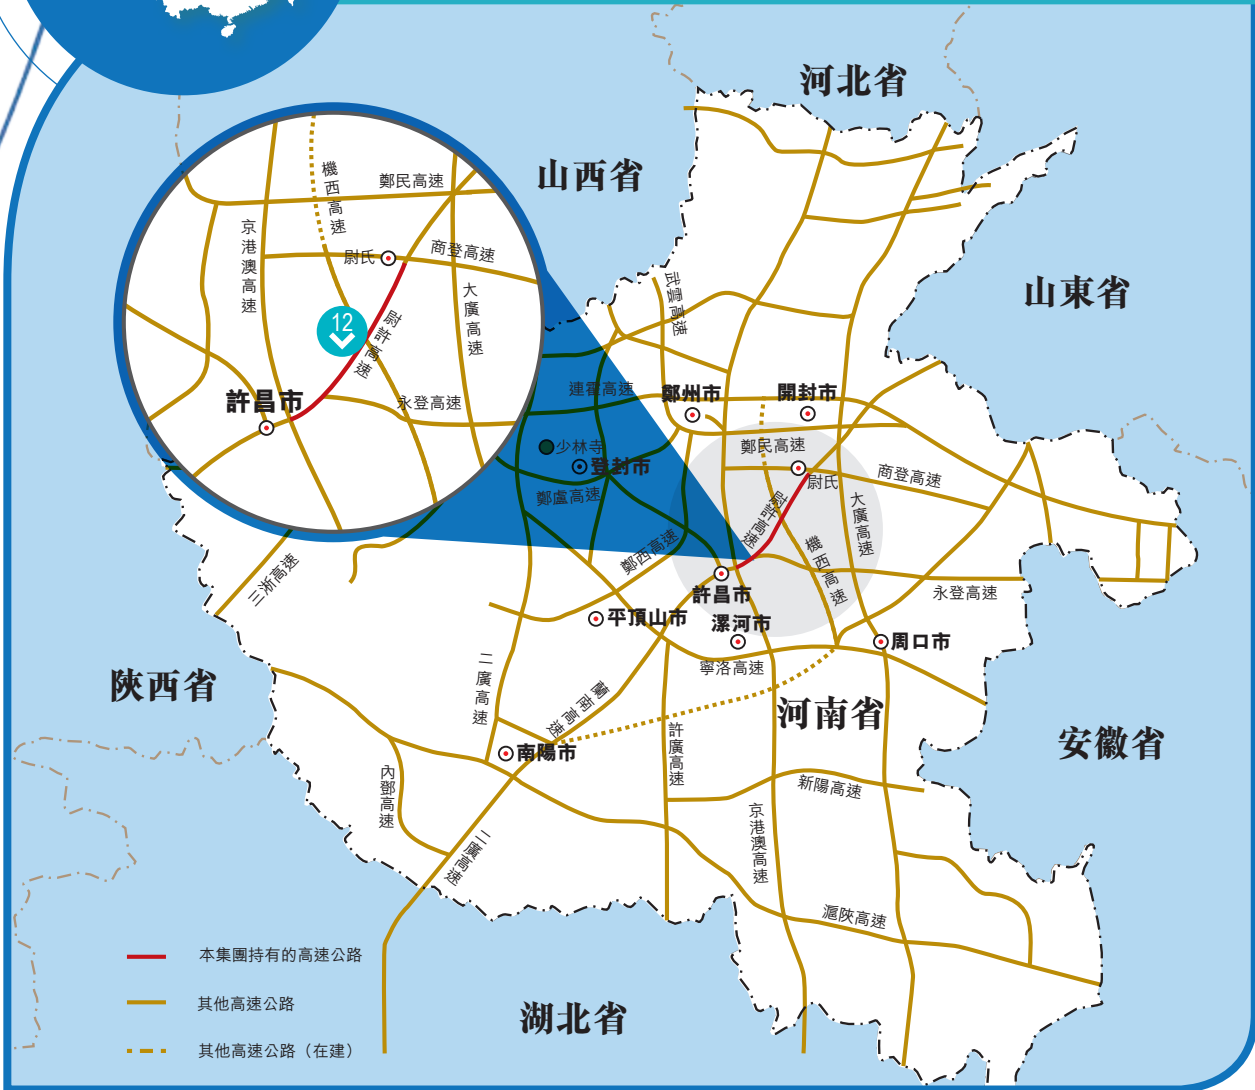 河北省
山西省
山東省
機西高速
鄭民高速
京港澳高速
尉氏
商登高速
大廣高速
12
尉許高速
許昌市
永登高速
武雲高速
連霍高速
鄭州市
開封市
少林寺
登封市
鄭民高速
尉氏
商登高速
鄭盧高速
尉許高速
大廣高速
鄭西高速
機西高速
三淅高速
許昌市
永登高速
平頂山市
漯河市
周口市
寧洛高速
陝西省
二廣高速
蘭南高速
河南省
安徽省
南陽市
許廣高速
內鄧高速
新陽高速
京港澳高速
二廣高速
滬陝高速
本集團持有的高速公路
其他高速公路
其他高速公路（在建）
湖北省